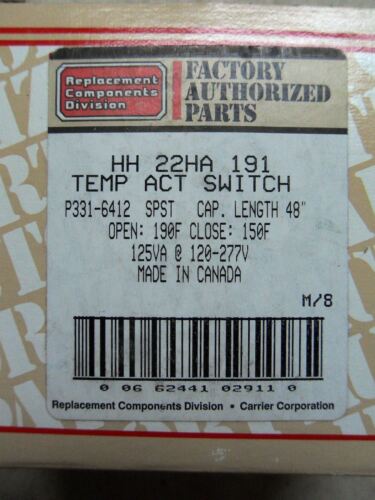 Replacement
Components
Division
FACTORY
AUTHORIZED
PARTS
HH 22HA 191
TEMP ACT SWITCH
P331-6412 SPST CAP. LENGTH 48"
OPEN: 190F CLOSE: 150F
125VA @ 120-277V
MADE IN CANADA
M/8
0 06 62441 02911 0
Replacement Components Division • Carrier Corporation